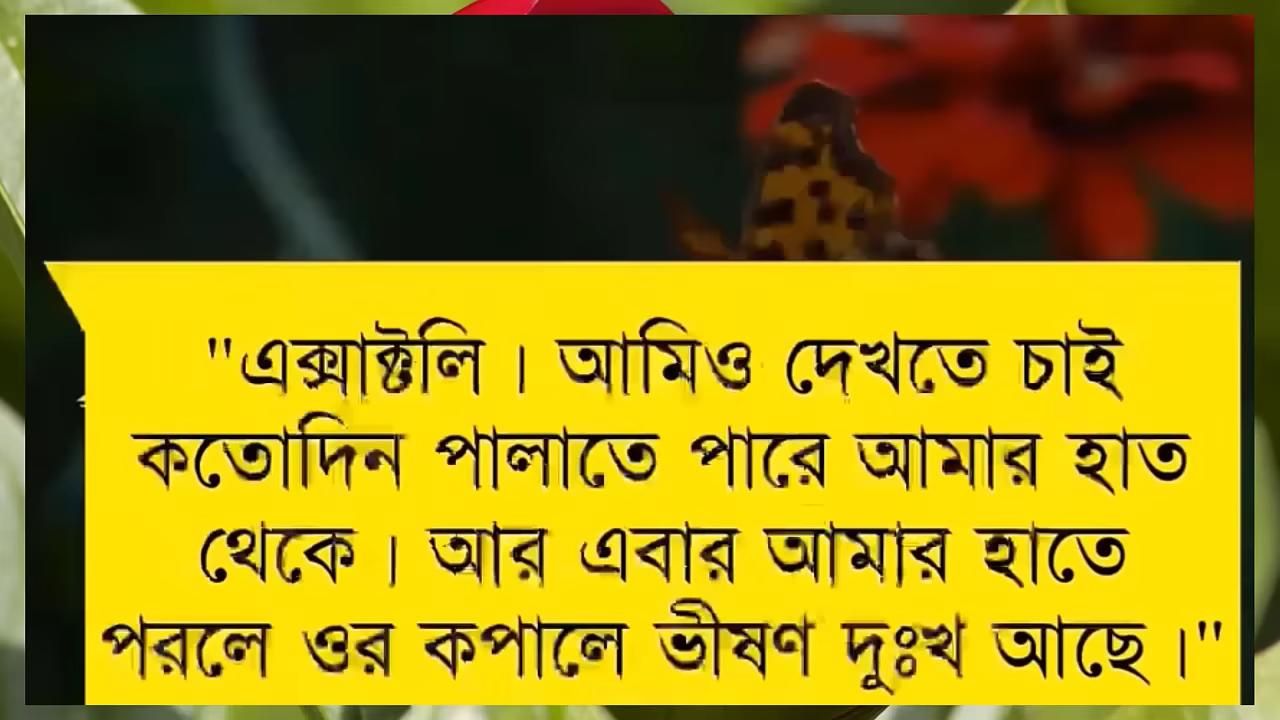 "এক্সাক্টলি। আমিও দেখতে চাই
কতোদিন পালাতে পারে আমার হাত
থেকে। আর এবার আমার হাতে
পরলে ওর কপালে ভীষণ দুঃখ আছে।"